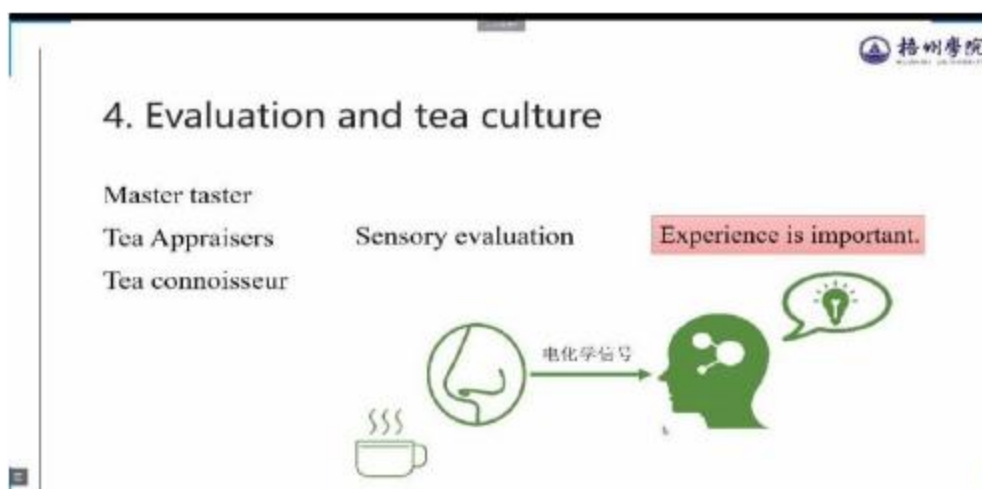 梧州學院
4. Evaluation and tea culture
Master taster
Tea Appraisers
Sensory evaluation
Experience is important.
Tea connoisseur
电化学信号